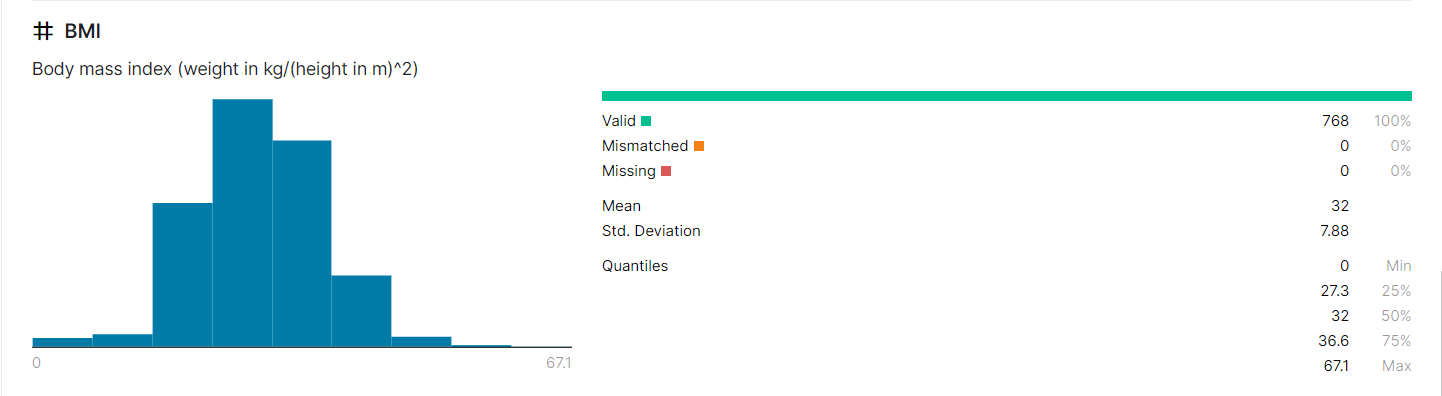 BMI
Body mass index (weight in kg/(height in m)^2)
0 67.1
Valid 768 100%
Mismatched 0 0%
Missing 0 0%
Mean 32
Std. Deviation 7.88
Quantiles 0 Min
27.3 25%
32 50%
36.6 75%
67.1 Max